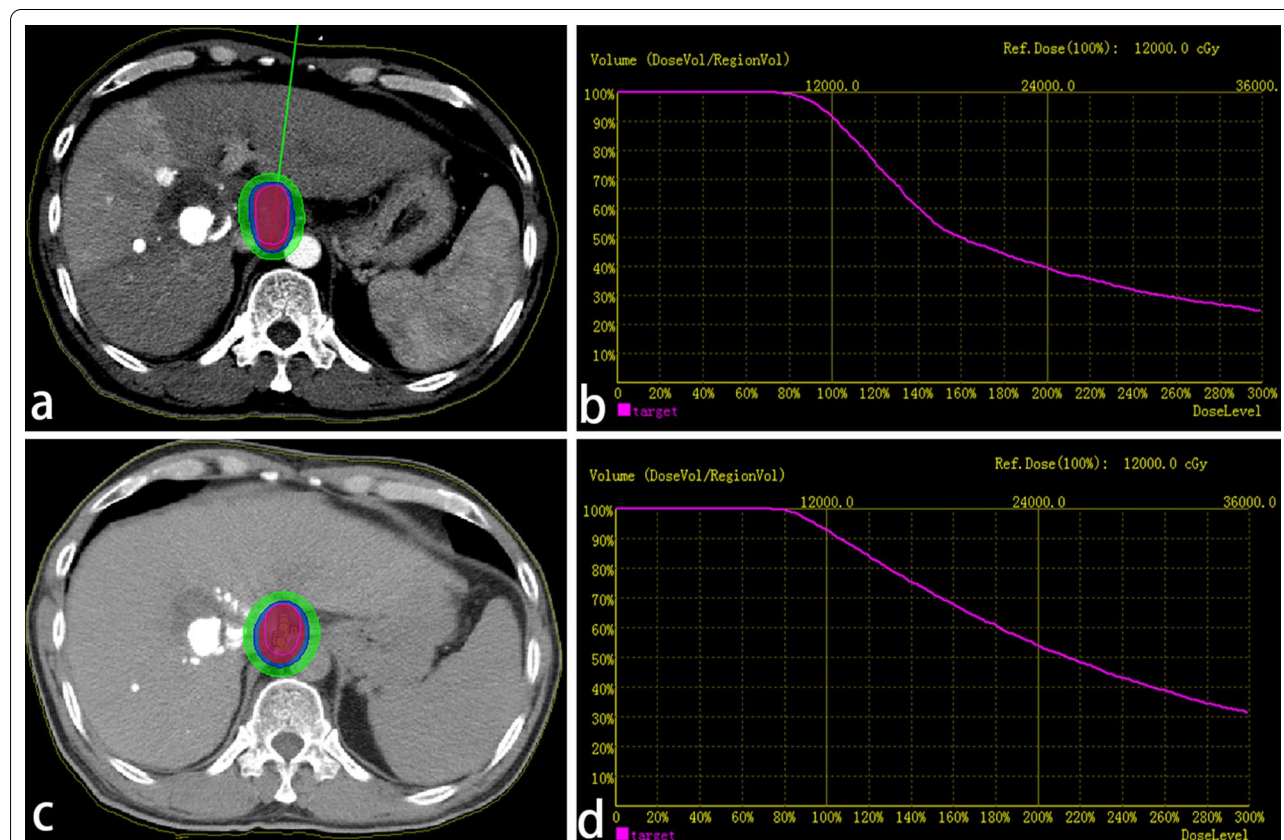 a
b
Volume (DoseVol/RegionVol)
Ref.Dose(100%): 12000.0 cGy
12000.0 24000.0 36000.0
100%
90%
80%
70%
60%
50%
40%
30%
20%
10%
0 20% 40% 60% 80% 100% 120% 140% 160% 180% 200% 220% 240% 260% 280% 300%
target
DoseLevel
c
d
Volume (DoseVol/RegionVol)
Ref.Dose(100%): 12000.0 cGy
12000.0 24000.0 36000.0
100%
90%
80%
70%
60%
50%
40%
30%
20%
10%
0 20% 40% 60% 80% 100% 120% 140% 160% 180% 200% 220% 240% 260% 280% 300%
target
DoseLevel